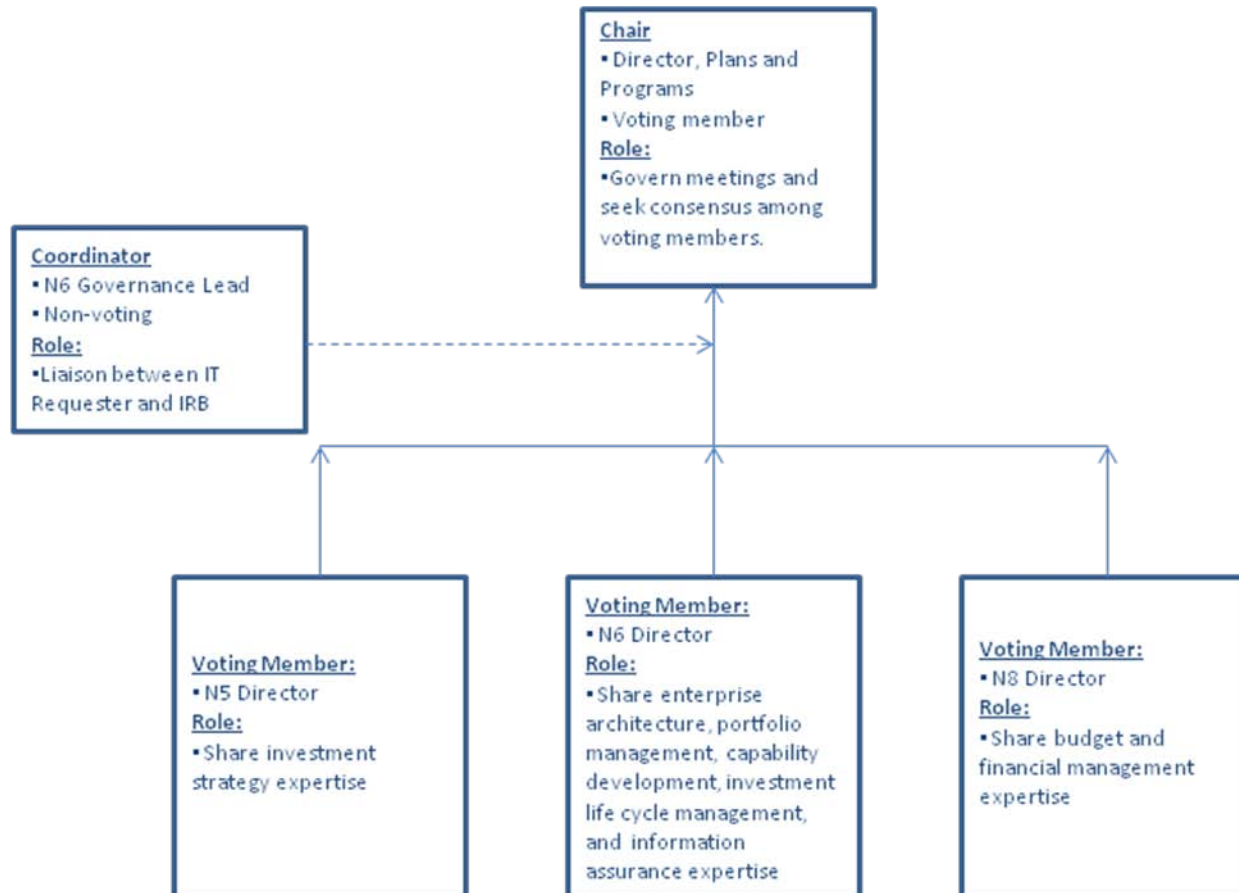 Chair
▪ Director, Plans and
Programs
▪ Voting member
Role:
▪Govern meetings and
seek consensus among
voting members.
Coordinator
▪ N6 Governance Lead
▪ Non-voting
Role:
▪Liaison between IT
Requester and IRB
Voting Member:
▪ N5 Director
Role:
▪Share investment
strategy expertise
Voting Member:
▪ N6 Director
Role:
▪Share enterprise
architecture, portfolio
management, capability
development, investment
life cycle management,
and information
assurance expertise
Voting Member:
▪ N8 Director
Role:
▪Share budget and
financial management
expertise